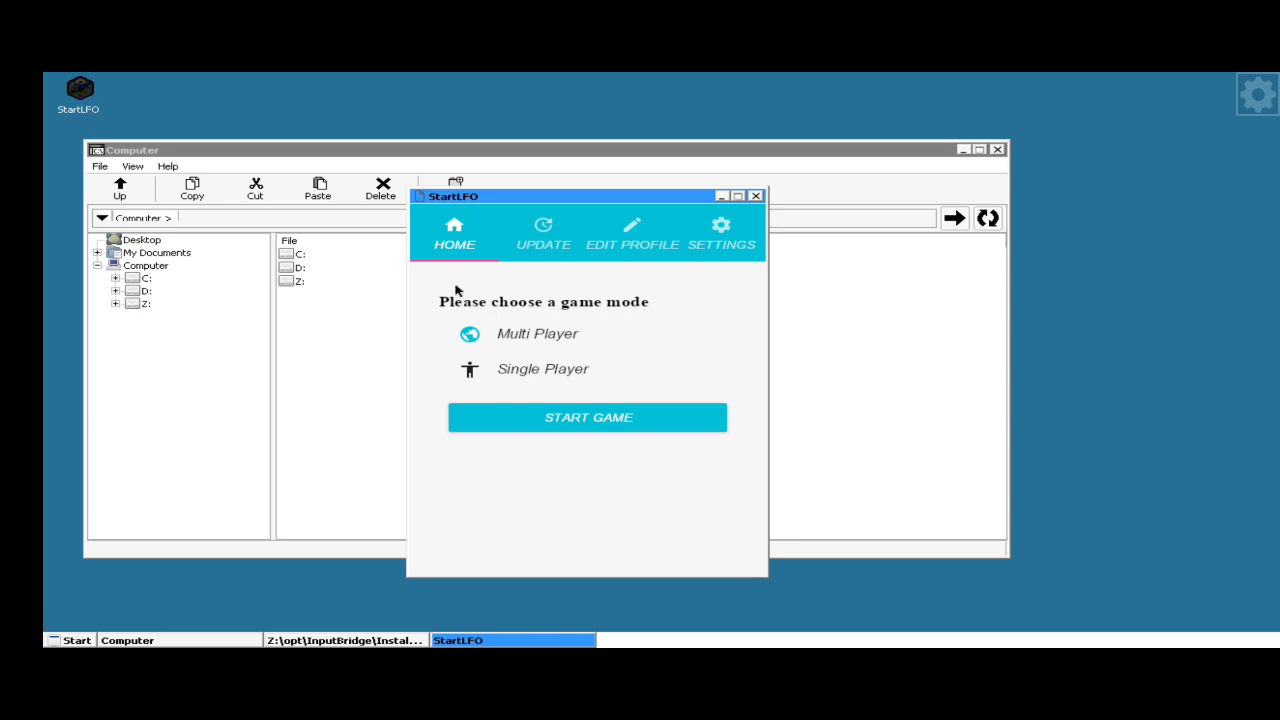 StartLFO
Computer
File View Help
Up Copy Cut Paste Delete
Computer >
Desktop
My Documents
Computer
C:
D:
Z:
File
C:
D:
Z:
StartLFO
HOME UPDATE EDIT PROFILE SETTINGS
Please choose a game mode
Multi Player
Single Player
START GAME
Start Computer Z:\opt\InputBridge\Instal... StartLFO